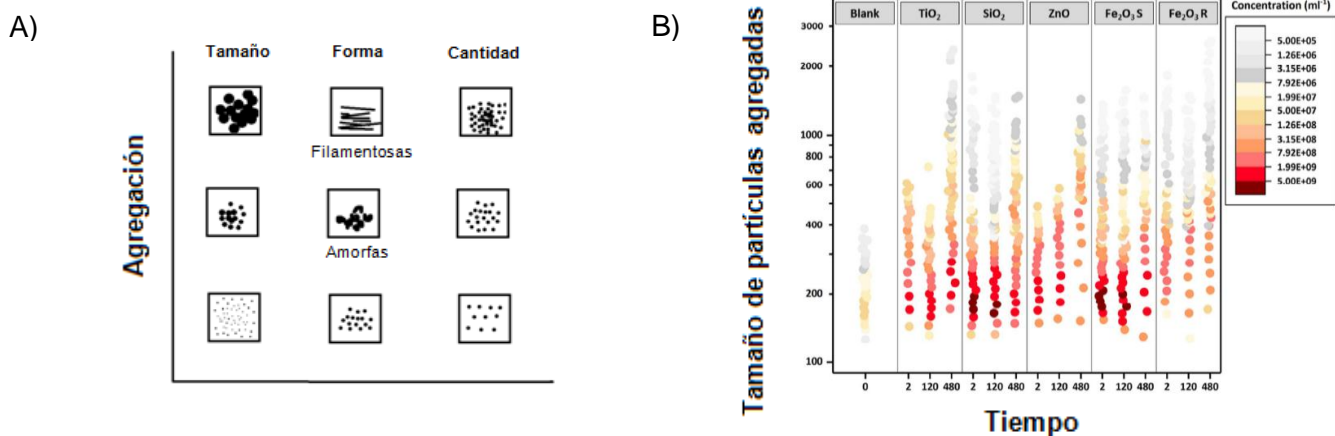 A)
Tamaño Forma Cantidad
Agregación
Filamentosas
Amorfas
B)
Tamaño de partículas agregadas
Blank TiO₂ SiO₂ ZnO Fe₂O₃ S Fe₂O₃ R
3000
2000
1000
800
600
400
200
100
0 2 120 480 2 120 480 2 120 480 2 120 480 2 120 480
Tiempo
Concentration (ml⁻¹)
5.00E+05
1.26E+06
3.15E+06
7.92E+06
1.99E+07
5.00E+07
1.26E+08
3.15E+08
7.92E+08
1.99E+09
5.00E+09